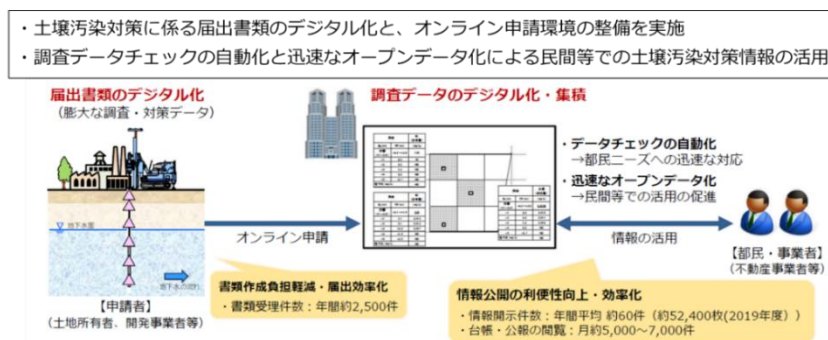 ・土壌汚染対策に係る届出書類のデジタル化と、オンライン申請環境の整備を実施
・調査データチェックの自動化と迅速なオープンデータ化による民間等での土壌汚染対策情報の活用
届出書類のデジタル化
（膨大な調査・対策データ）
調査データのデジタル化・集積
・データチェックの自動化
→都民ニーズへの迅速な対応
・迅速なオープンデータ化
→民間等での活用の促進
地下水面
オンライン申請
情報の活用
地下水の流れ
【申請者】
（土地所有者、開発事業者等）
書類作成負担軽減・届出効率化
・書類受理件数：年間約2,500件
【都民・事業者】
（不動産事業者等）
情報公開の利便性向上・効率化
・情報開示件数：年間平均 約60件（約52,400枚(2019年度））
・台帳・公報の閲覧：月約5,000～7,000件